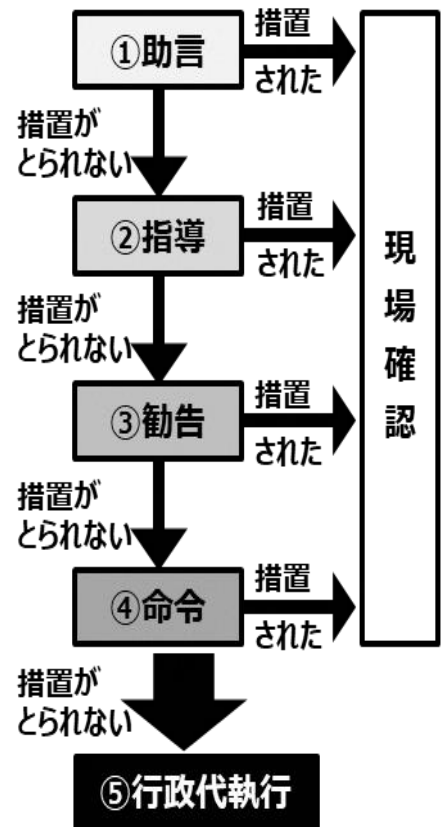 ①助言
措置
された
措置が
とられない
②指導
措置
された
措置が
とられない
③勧告
措置
された
措置が
とられない
④命令
措置
された
措置が
とられない
⑤行政代執行
現場確認